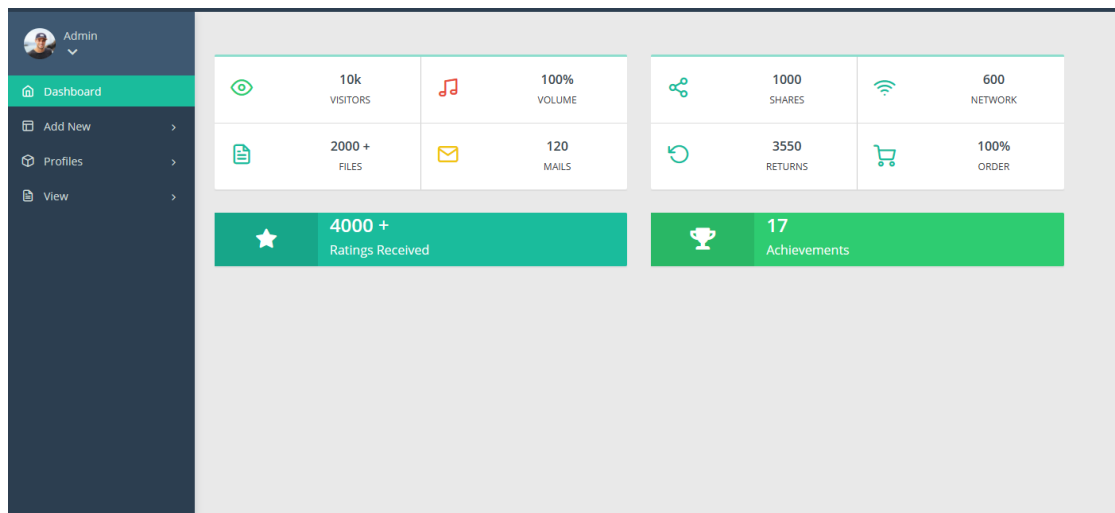 Admin
Dashboard
Add New
Profiles
View
10k
VISITORS
100%
VOLUME
2000 +
FILES
120
MAILS
1000
SHARES
600
NETWORK
3550
RETURNS
100%
ORDER
4000 +
Ratings Received
17
Achievements